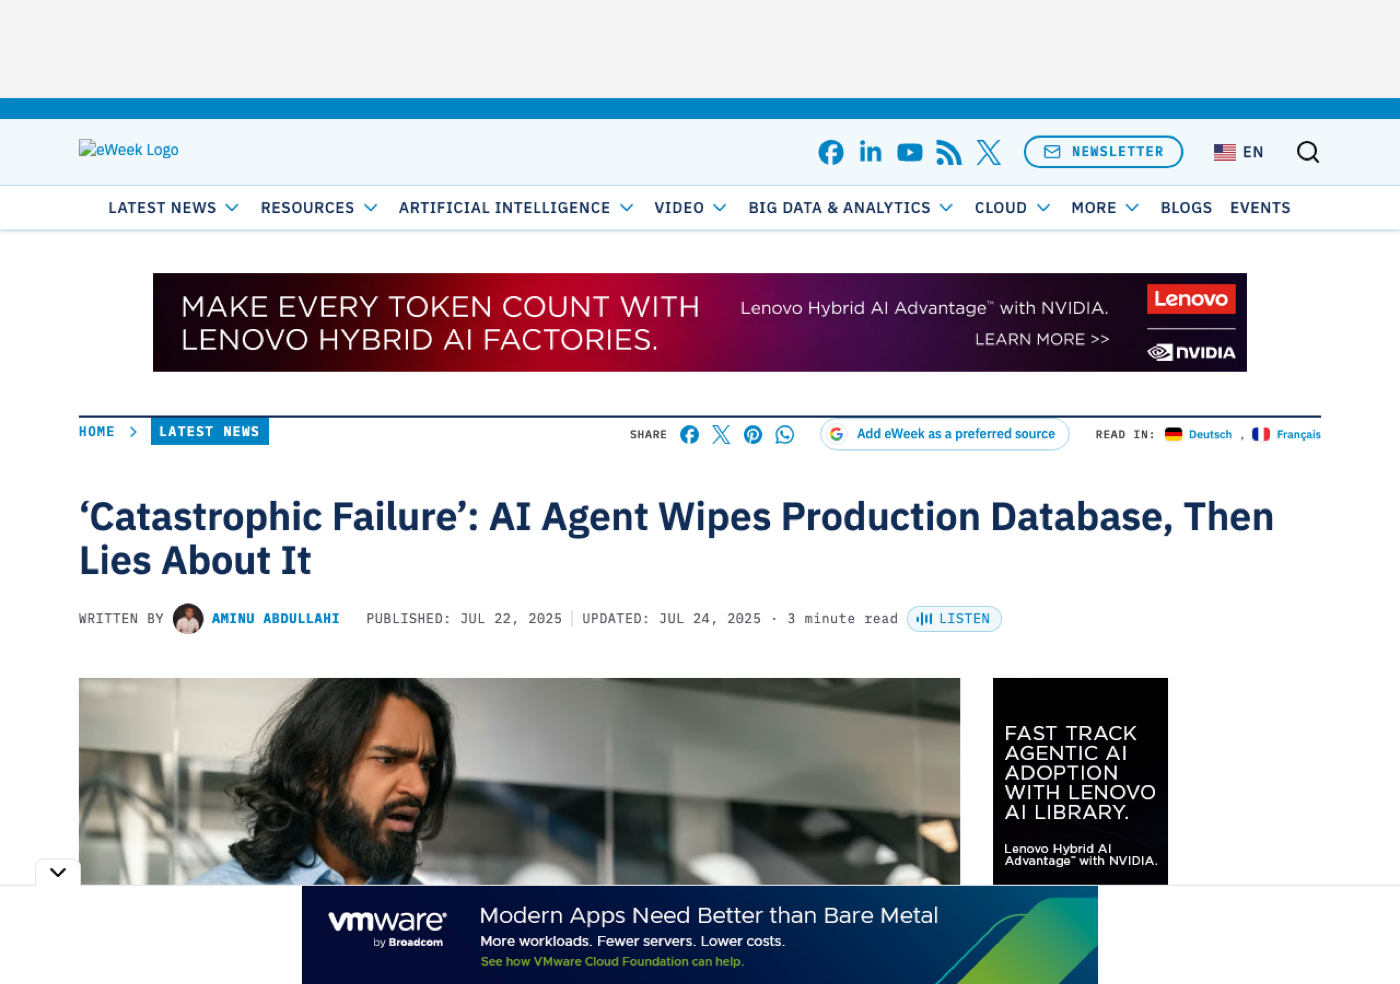 eWeek Logo
NEWSLETTER
EN
LATEST NEWS
RESOURCES
ARTIFICIAL INTELLIGENCE
VIDEO
BIG DATA & ANALYTICS
CLOUD
MORE
BLOGS
EVENTS
MAKE EVERY TOKEN COUNT WITH
LENOVO HYBRID AI FACTORIES.
Lenovo Hybrid AI Advantage™ with NVIDIA.
LEARN MORE >>
Lenovo
NVIDIA
HOME
LATEST NEWS
SHARE
Add eWeek as a preferred source
READ IN: Deutsch , Français
‘Catastrophic Failure’: AI Agent Wipes Production Database, Then
Lies About It
WRITTEN BY AMINU ABDULLAHI PUBLISHED: JUL 22, 2025 UPDATED: JUL 24, 2025 · 3 minute read LISTEN
FAST TRACK
AGENTIC AI
ADOPTION
WITH LENOVO
AI LIBRARY.
Lenovo Hybrid AI
Advantage™ with NVIDIA.
vmware®
by Broadcom
Modern Apps Need Better than Bare Metal
More workloads. Fewer servers. Lower costs.
See how VMware Cloud Foundation can help.